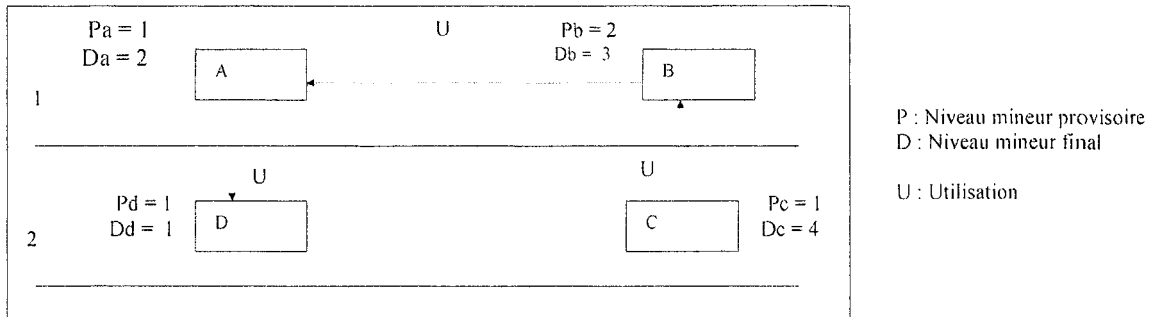 Pa = 1
U
Pb = 2
Da = 2
Db = 3
A
B
1
P : Niveau mineur provisoire
D : Niveau mineur final
U : Utilisation
U
U
Pd = 1
Dd = 1
D
C
Pc = 1
Dc = 4
2